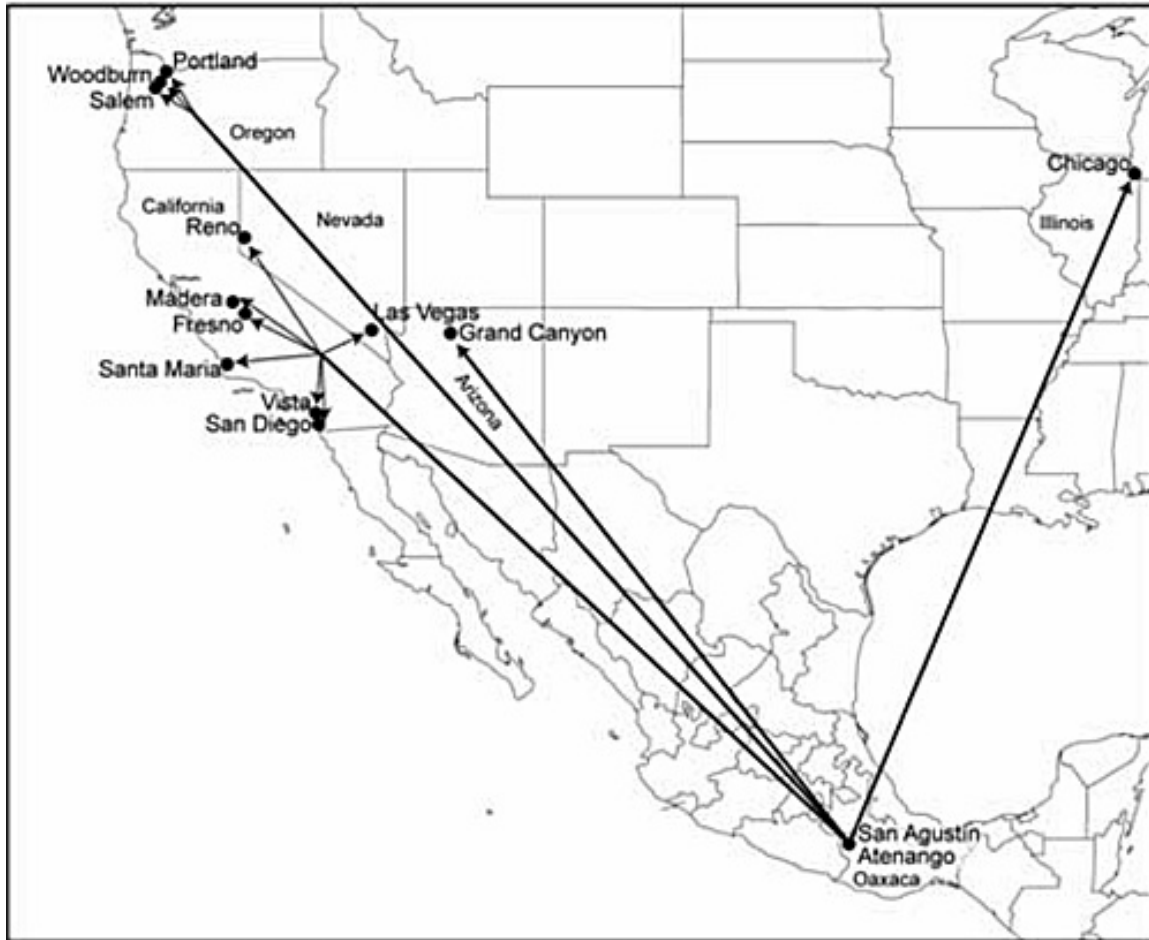 Portland
Woodburn
Salem
Oregon
Chicago
California
Nevada
Illinois
Reno
Madera
Fresno
Las Vegas
Grand Canyon
Santa Maria
Arizona
Vista
San Diego
San Agustín
Atenango
Oaxaca